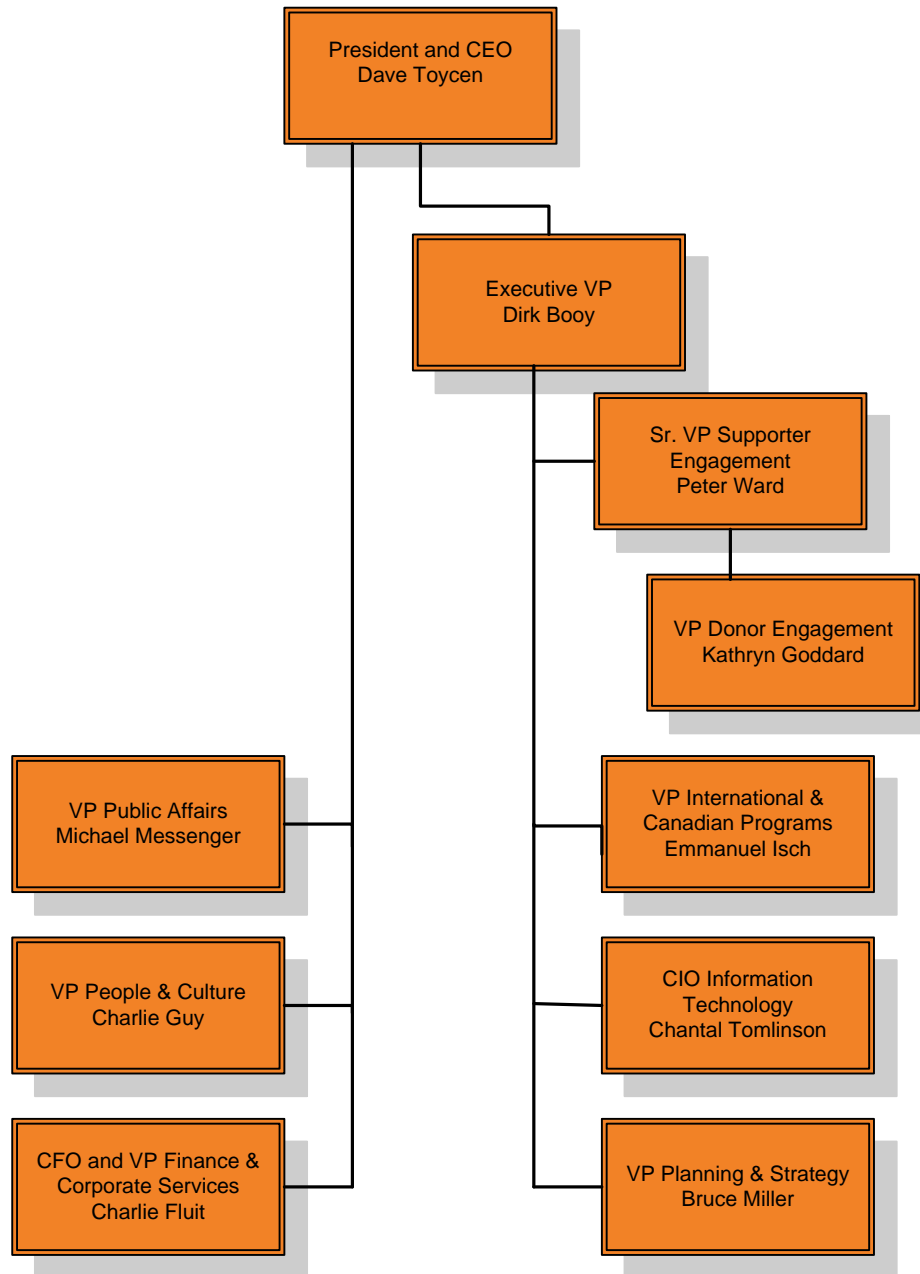 President and CEO
Dave Toycen
Executive VP
Dirk Booy
Sr. VP Supporter
Engagement
Peter Ward
VP Donor Engagement
Kathryn Goddard
VP Public Affairs
Michael Messenger
VP International &
Canadian Programs
Emmanuel Isch
VP People & Culture
Charlie Guy
CIO Information
Technology
Chantal Tomlinson
CFO and VP Finance &
Corporate Services
Charlie Fluit
VP Planning & Strategy
Bruce Miller